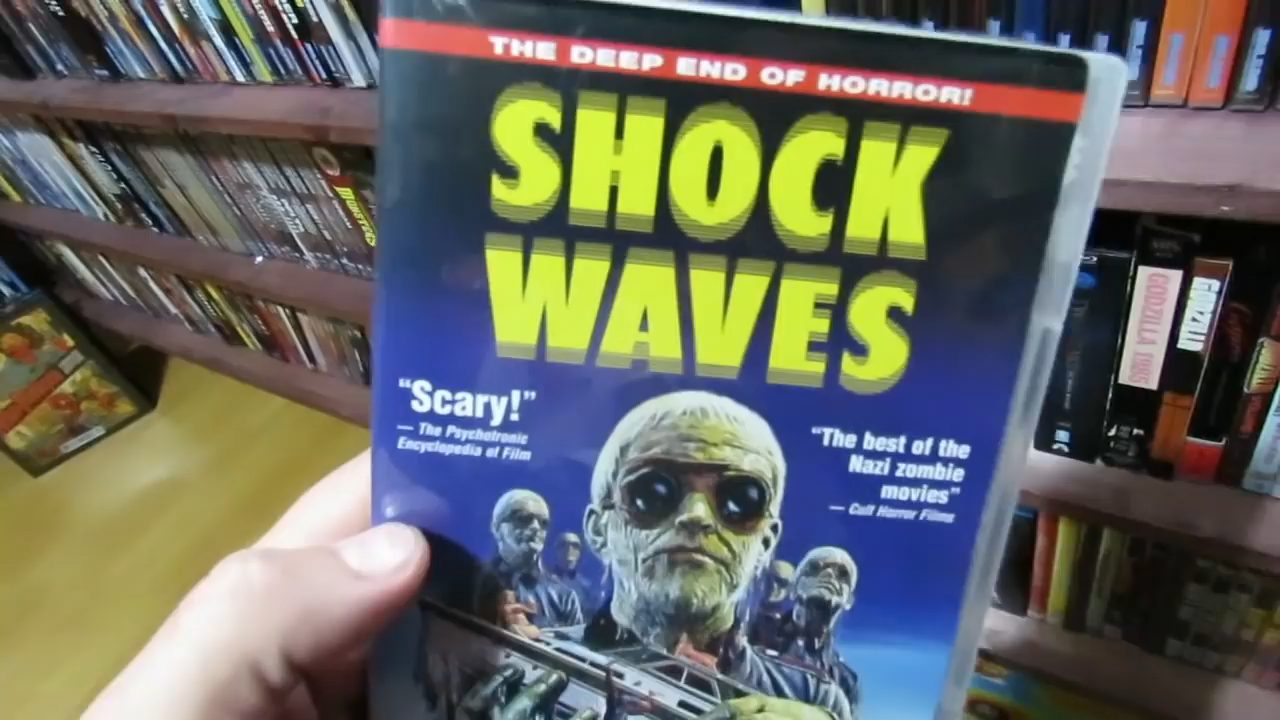 THE DEEP END OF HORROR!
SHOCK
WAVES
"Scary!"
— The Psychotronic
Encyclopedia of Film
"The best of the
Nazi zombie
movies"
— Cult Horror Films
GODZILLA 1985
GODZILLA